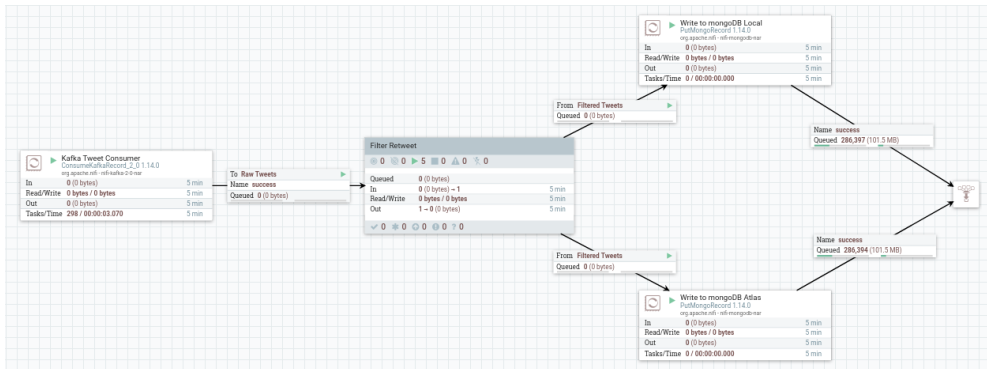 Write to mongoDB Local
PutMongoRecord 1.14.0
org.apache.nifi - nifi-mongodb-nar
In 0 (0 bytes) 5 min
Read/Write 0 bytes / 0 bytes 5 min
Out 0 (0 bytes) 5 min
Tasks/Time 0 / 00:00:00.000 5 min
From Filtered Tweets
Queued 0 (0 bytes)
Name success
Queued 286,397 (101.5 MB)
Kafka Tweet Consumer
ConsumeKafkaRecord_2_0 1.14.0
org.apache.nifi - nifi-kafka-2-0-nar
In 0 (0 bytes) 5 min
Read/Write 0 bytes / 0 bytes 5 min
Out 0 (0 bytes) 5 min
Tasks/Time 298 / 00:00:03.070 5 min
To Raw Tweets
Name success
Queued 0 (0 bytes)
Filter Retweet
0 0 5 0 0 0
Queued 0 (0 bytes)
In 0 (0 bytes) → 1 5 min
Read/Write 0 bytes / 0 bytes 5 min
Out 1 → 0 (0 bytes) 5 min
0 0 0 0 ? 0
From Filtered Tweets
Queued 0 (0 bytes)
Name success
Queued 286,394 (101.5 MB)
Write to mongoDB Atlas
PutMongoRecord 1.14.0
org.apache.nifi - nifi-mongodb-nar
In 0 (0 bytes) 5 min
Read/Write 0 bytes / 0 bytes 5 min
Out 0 (0 bytes) 5 min
Tasks/Time 0 / 00:00:00.000 5 min